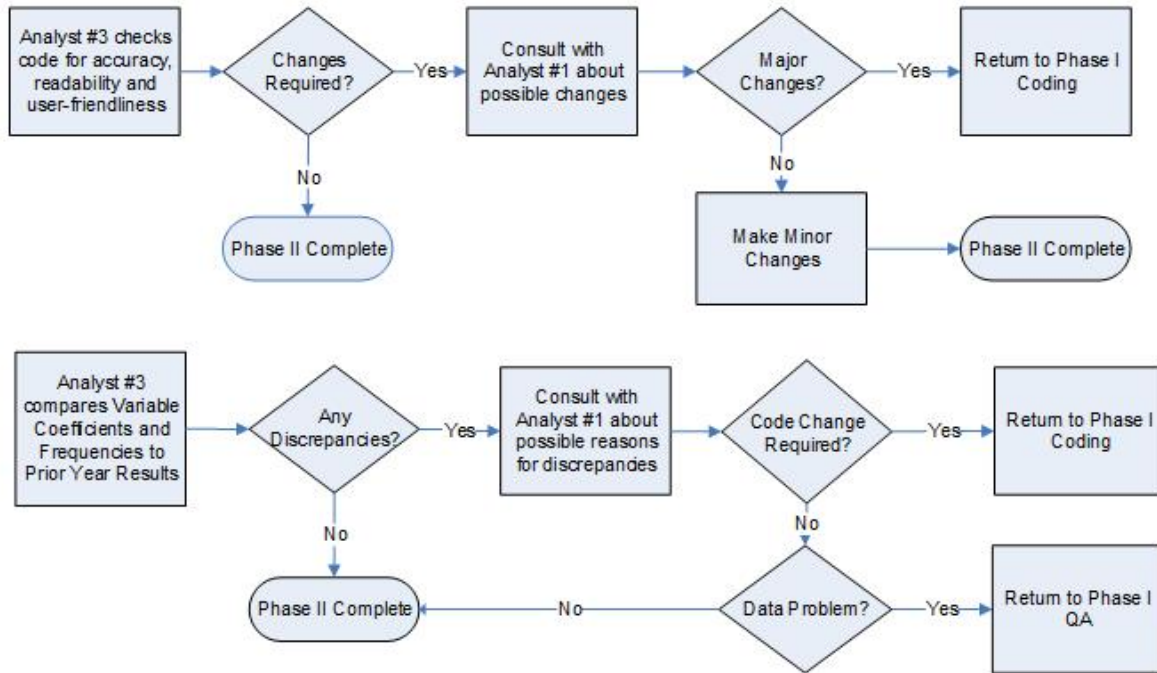 Analyst #3 checks
code for accuracy,
readability and
user-friendliness
Changes
Required?
Yes
Consult with
Analyst #1 about
possible changes
Major
Changes?
Yes
Return to Phase I
Coding
No
Phase II Complete
No
Make Minor
Changes
Phase II Complete
Analyst #3
compares Variable
Coefficients and
Frequencies to
Prior Year Results
Any
Discrepancies?
Yes
Consult with
Analyst #1 about
possible reasons
for discrepancies
Code Change
Required?
Yes
Return to Phase I
Coding
No
Phase II Complete
No
No
Data Problem?
Yes
Return to Phase I
QA